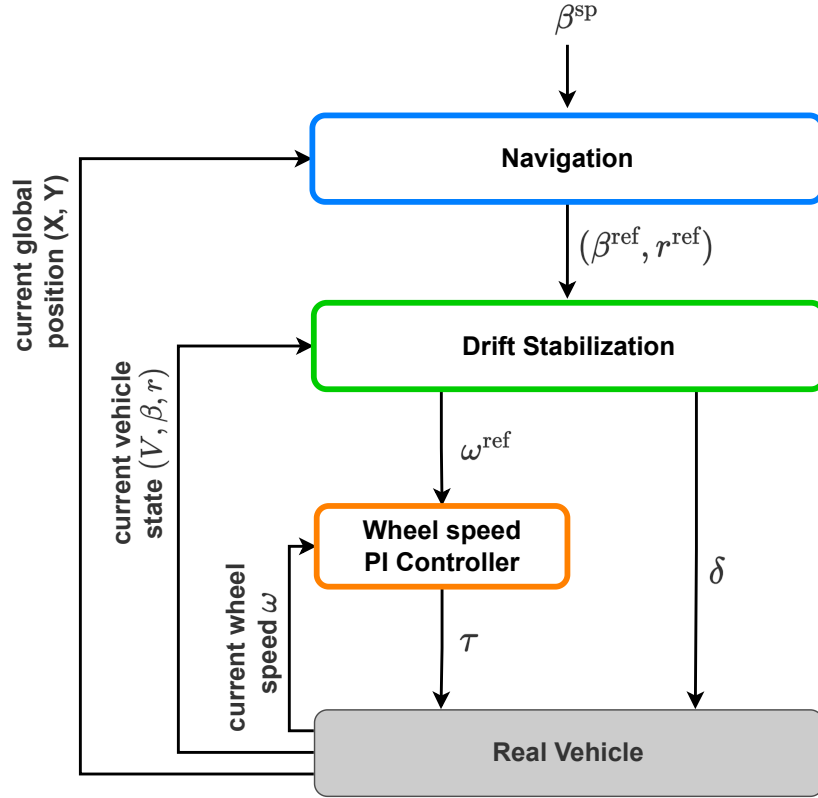 β^sp
Navigation
(β^ref, r^ref)
current global
position (X, Y)
Drift Stabilization
current vehicle
state (V, β, r)
ω^ref
Wheel speed
PI Controller
current wheel
speed ω
δ
τ
Real Vehicle